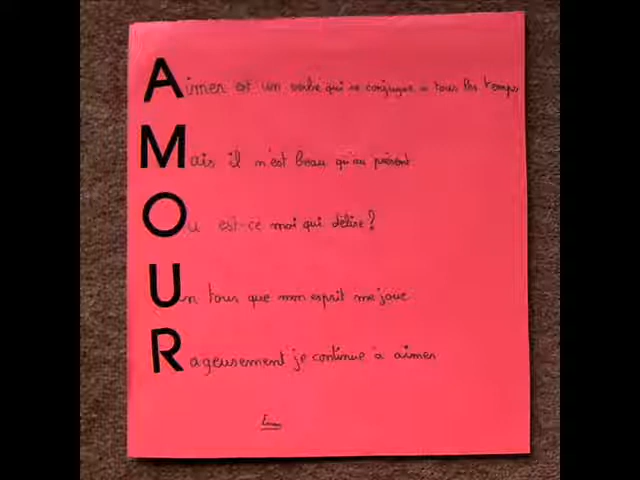 Aimer est un verbe qui se conjugue à tous les temps
Mais il n'est beau qu'au présent
Ou est-ce moi qui délire ?
Un tour que mon esprit me joue
Rageusement je continue à aimer